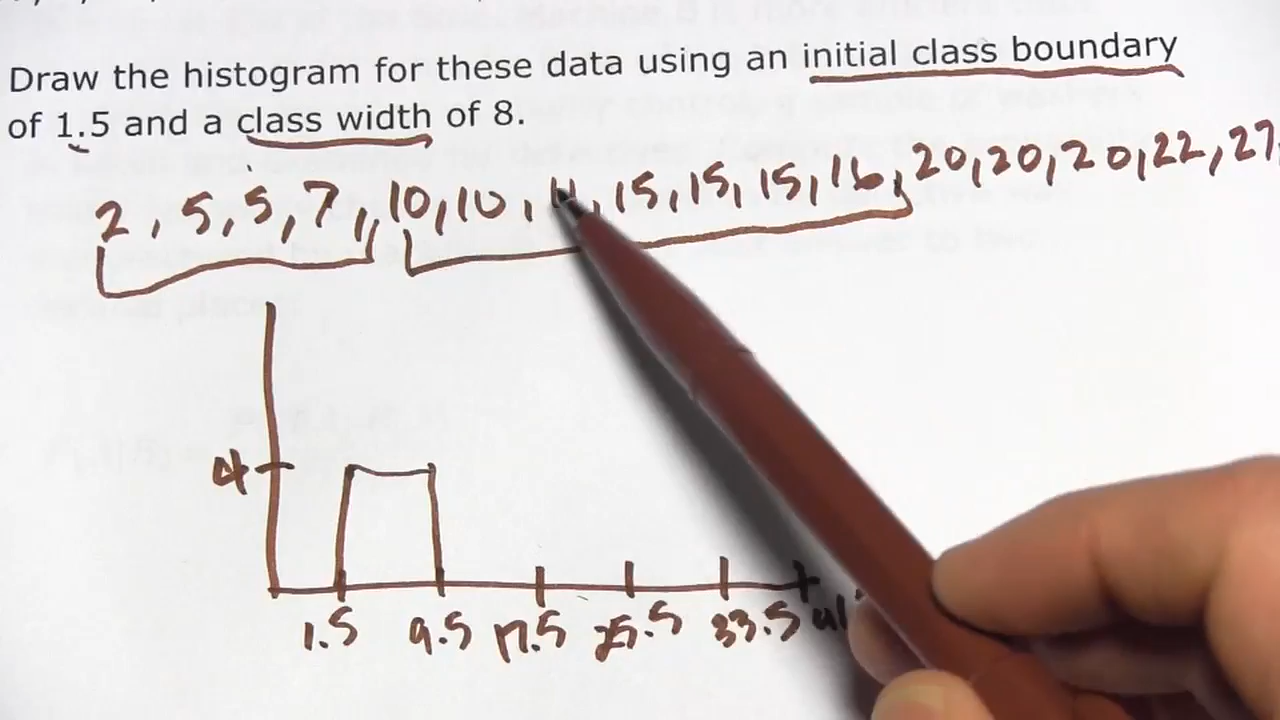 Draw the histogram for these data using an initial class boundary
of 1.5 and a class width of 8.
2, 5, 5, 7, 10, 10, 11, 15, 15, 15, 16, 20, 20, 20, 22, 27,
4
1.5 9.5 17.5 25.5 33.5